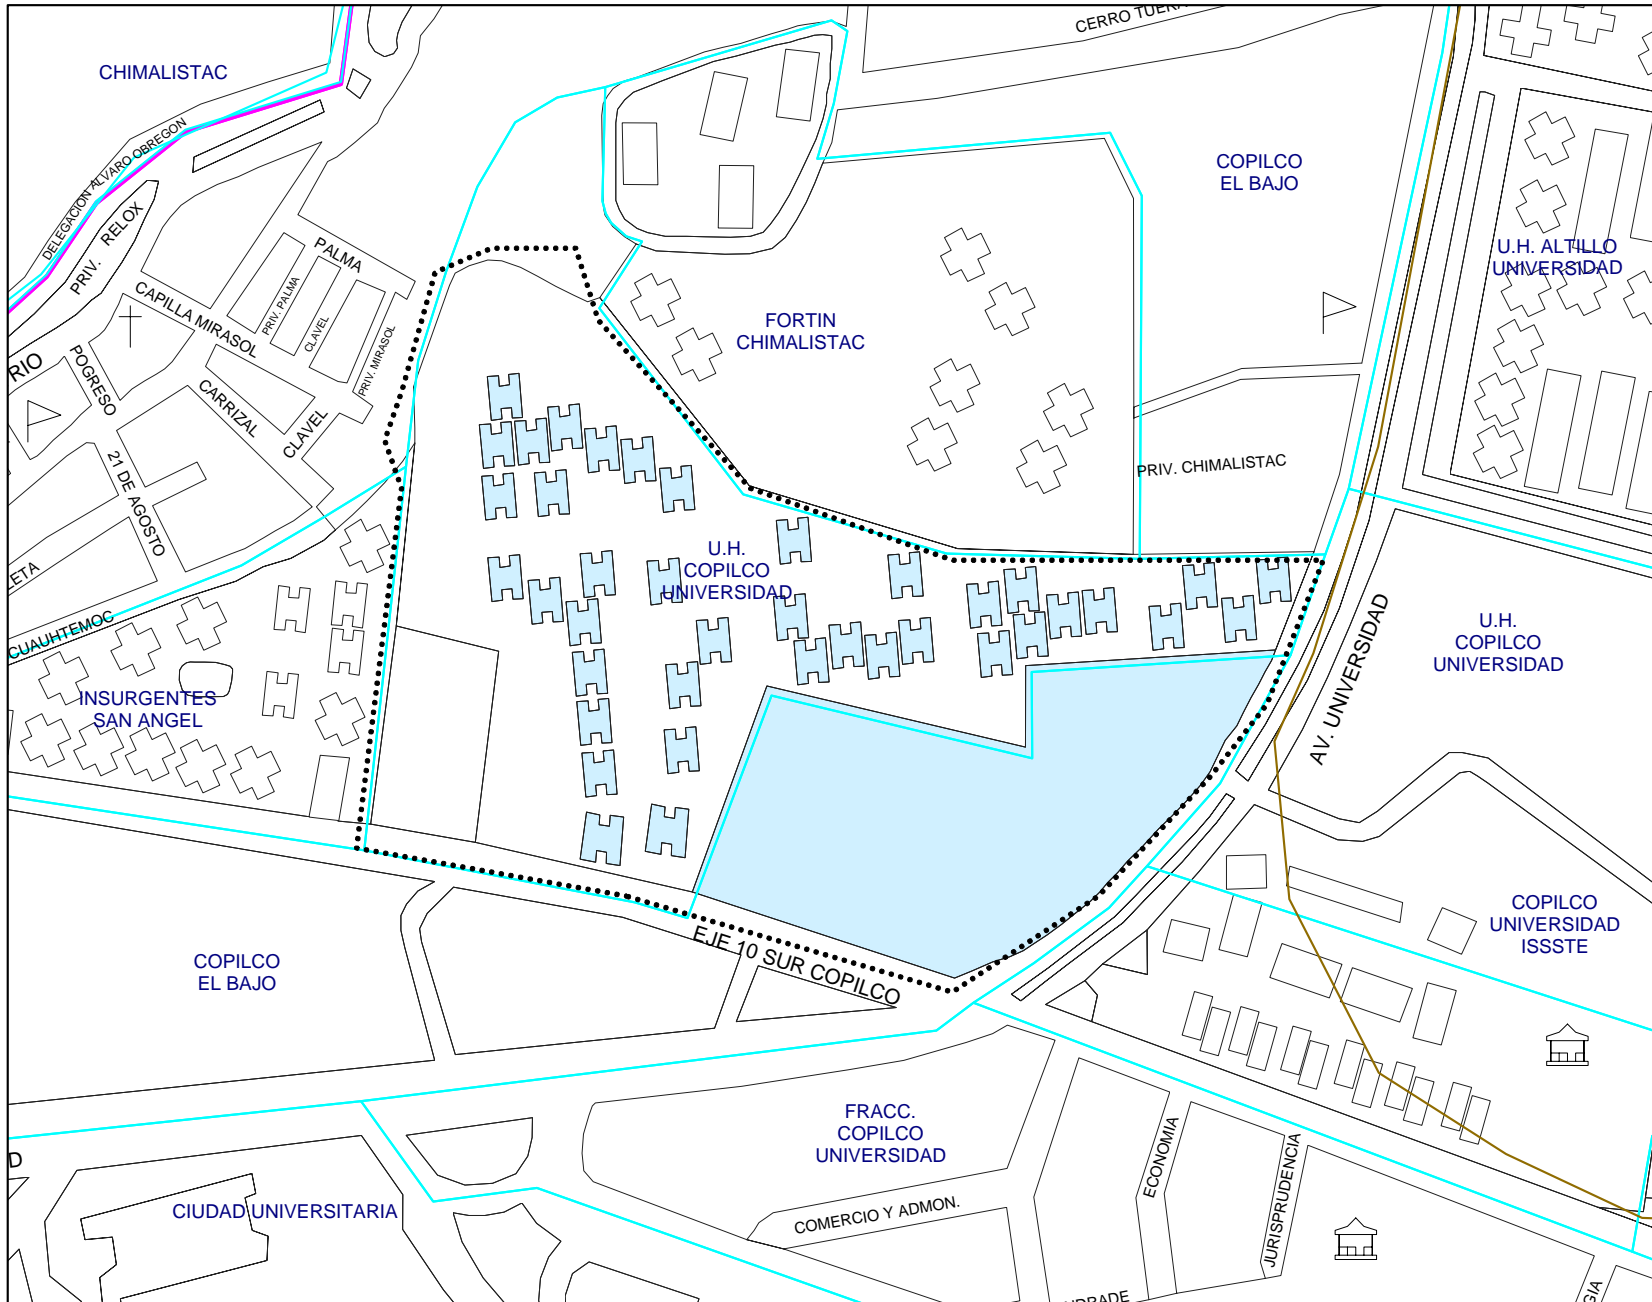 CERRO
CHIMALISTAC
DELEGACION ALVARO OBREGON
COPILCO
EL BAJO
PRIV. RELOX
PALMA
U.H. ALTILLO
UNIVERSIDAD
PRIV. PALMA
CLAVEL
CAPILLA MIRASOL
PRIV. MIRASOL
FORTIN
CHIMALISTAC
RIO
POGRESO
CARRIZAL
CLAVEL
21 DE AGOSTO
PRIV. CHIMALISTAC
ETA
U.H.
COPILCO
UNIVERSIDAD
CUAUHTEMOC
AV. UNIVERSIDAD
U.H.
COPILCO
UNIVERSIDAD
INSURGENTES
SAN ANGEL
COPILCO
UNIVERSIDAD
ISSSTE
EJE 10 SUR COPILCO
COPILCO
EL BAJO
FRACC.
COPILCO
UNIVERSIDAD
ECONOMIA
JURISPRUDENCIA
D
CIUDAD UNIVERSITARIA
COMERCIO Y ADMON.
GIA